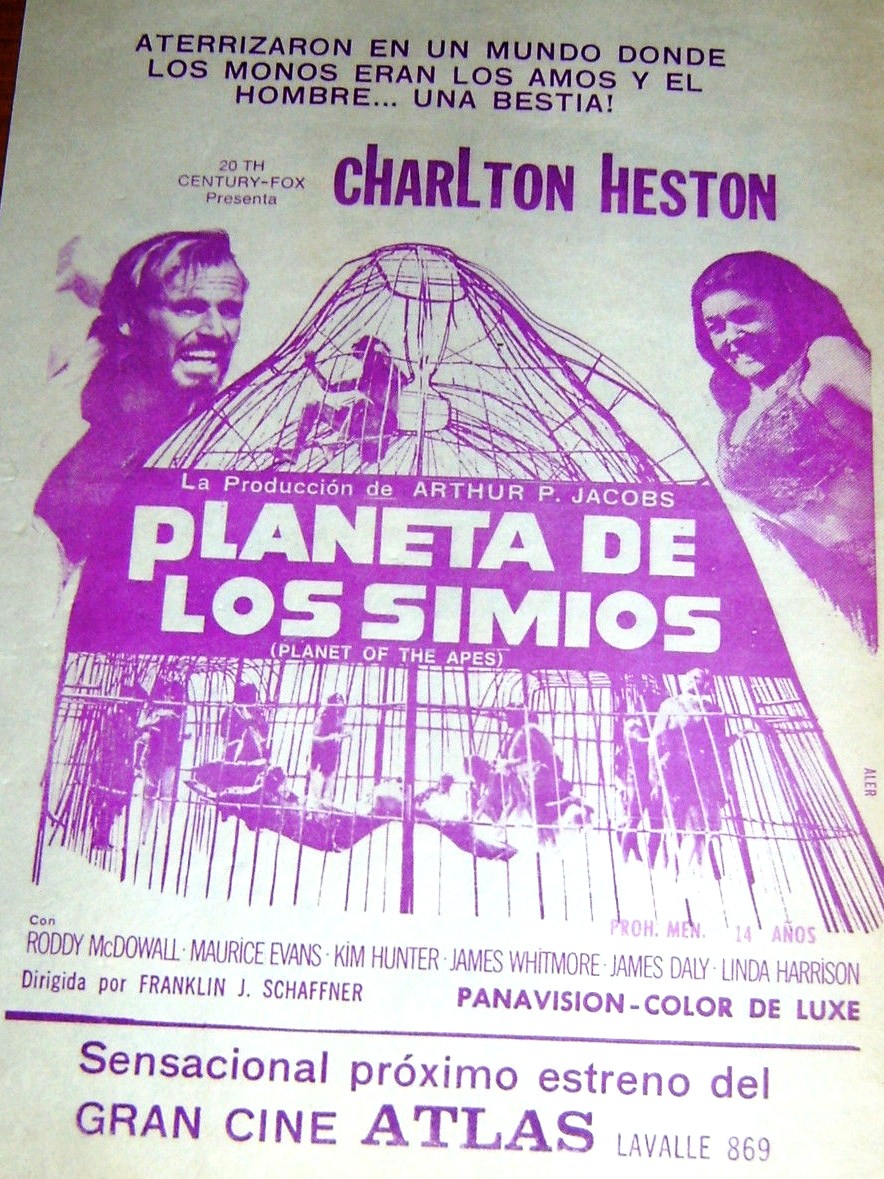 ATERRIZARON EN UN MUNDO DONDE
LOS MONOS ERAN LOS AMOS Y EL
HOMBRE... UNA BESTIA!
20 TH
CENTURY-FOX
Presenta
CHARLTON HESTON
La Producción de ARTHUR P. JACOBS
PLANETA DE
LOS SIMIOS
(PLANET OF THE APES)
ALER
PROH. MEN. 14 AÑOS
Con
RODDY McDOWALL · MAURICE EVANS · KIM HUNTER · JAMES WHITMORE · JAMES DALY · LINDA HARRISON
Dirigida por FRANKLIN J. SCHAFFNER
PANAVISION-COLOR DE LUXE
Sensacional próximo estreno del
GRAN CINE ATLAS LAVALLE 869